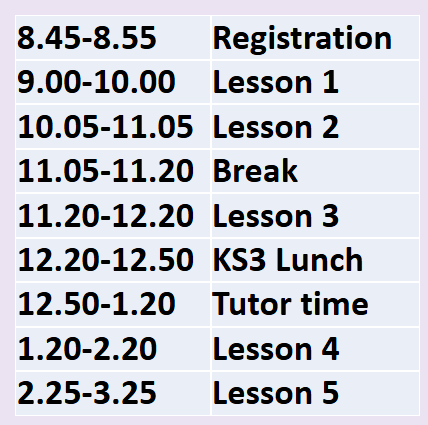 8.45-8.55 Registration
9.00-10.00 Lesson 1
10.05-11.05 Lesson 2
11.05-11.20 Break
11.20-12.20 Lesson 3
12.20-12.50 KS3 Lunch
12.50-1.20 Tutor time
1.20-2.20 Lesson 4
2.25-3.25 Lesson 5